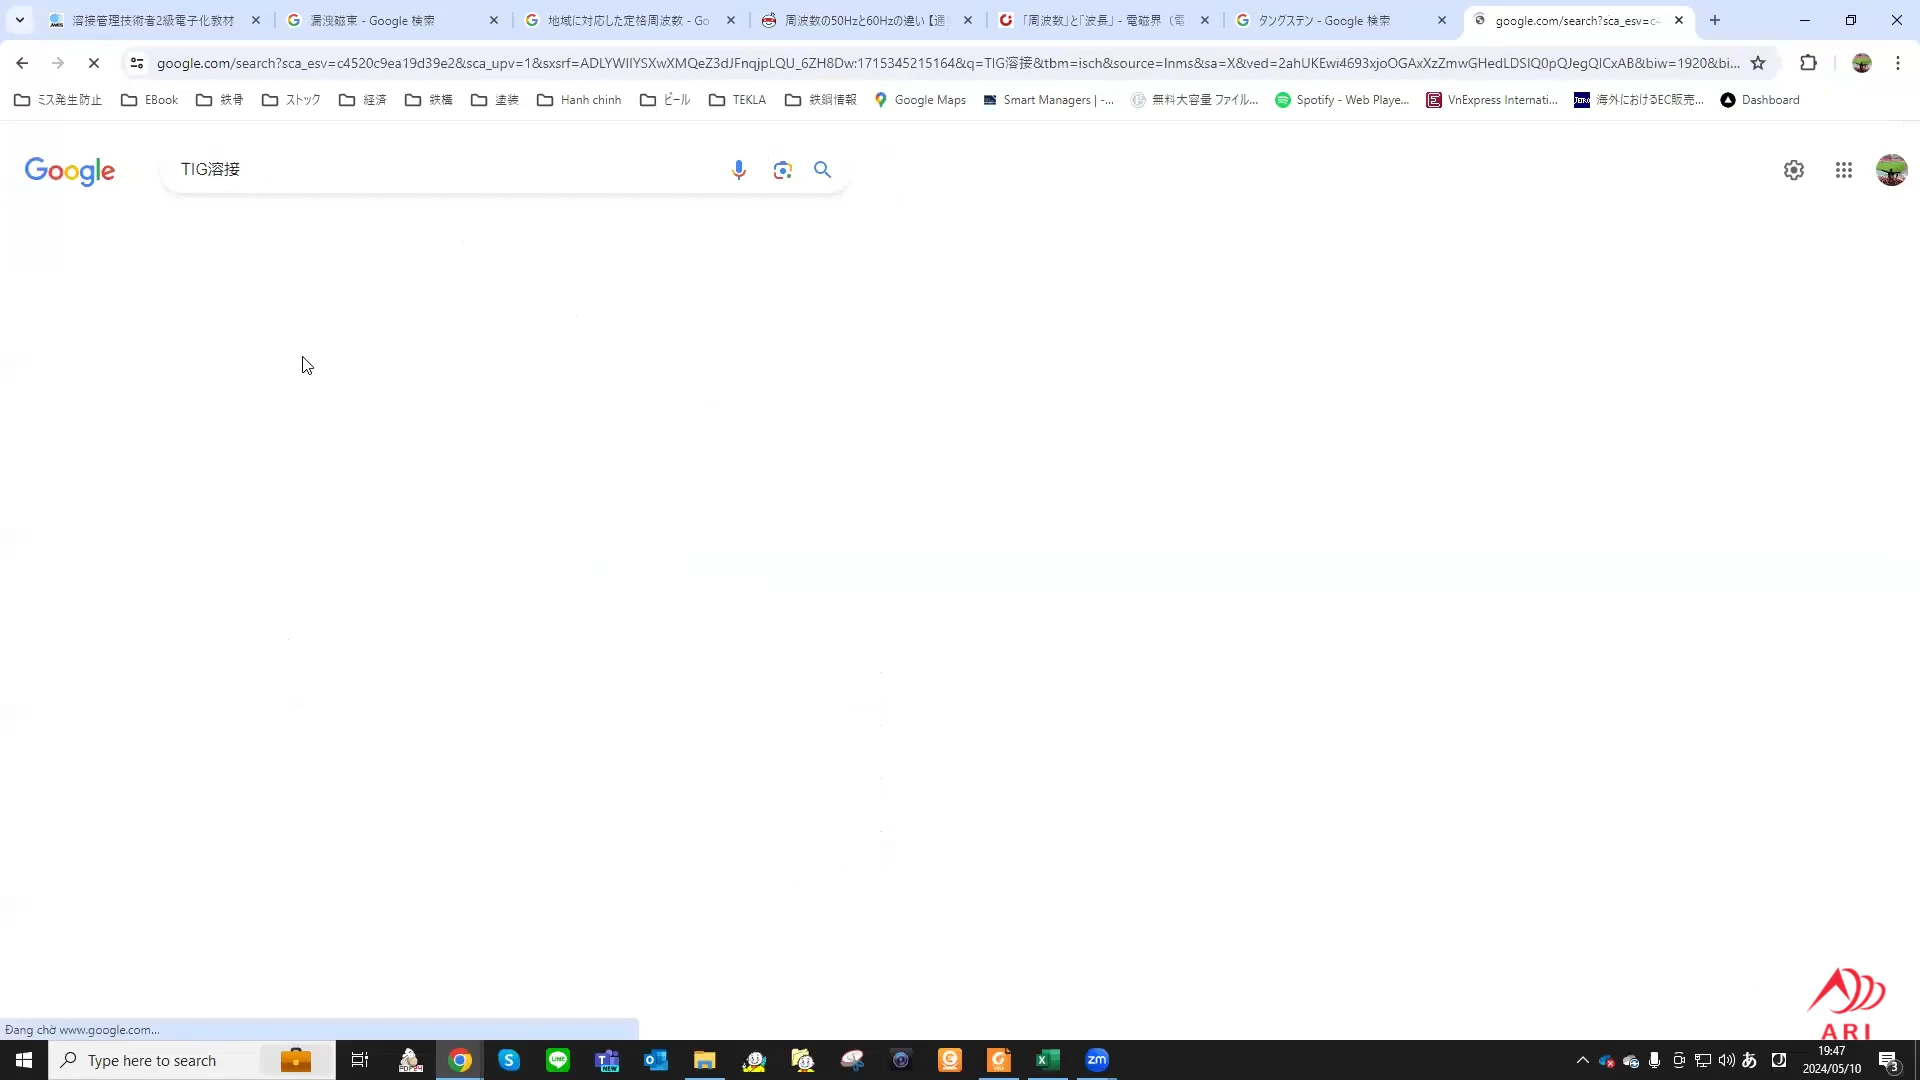 溶接管理技術者2級電子化教材
漏洩磁束 - Google 検索
地域に対応した定格周波数 - Go
周波数の50Hzと60Hzの違い【通
「周波数」と「波長」 - 電磁界（電
タングステン - Google 検索
google.com/search?sca_esv=c4
google.com/search?sca_esv=c4520c9ea19d39e2&sca_upv=1&sxsrf=ADLYWIIYSXwXMQeZ3dJFnqjpLQU_6ZH8Dw:1715345215164&q=TIG溶接&tbm=isch&source=lnms&sa=X&ved=2ahUKEwi4693xjoOGAxXzZmwGHedLDSIQ0pQJegQICxAB&biw=1920&bi...
ミス発生防止
EBook
鉄骨
ストック
経済
鉄構
塗装
Hanh chinh
ビール
TEKLA
鉄鋼情報
Google Maps
Smart Managers | -...
無料大容量 ファイル...
Spotify - Web Playe...
VnExpress Internati...
海外におけるEC販売...
Dashboard
Google
TIG溶接
Đang chờ www.google.com...
ARI
Type here to search
zm
あ
19:47
2024/05/10
3